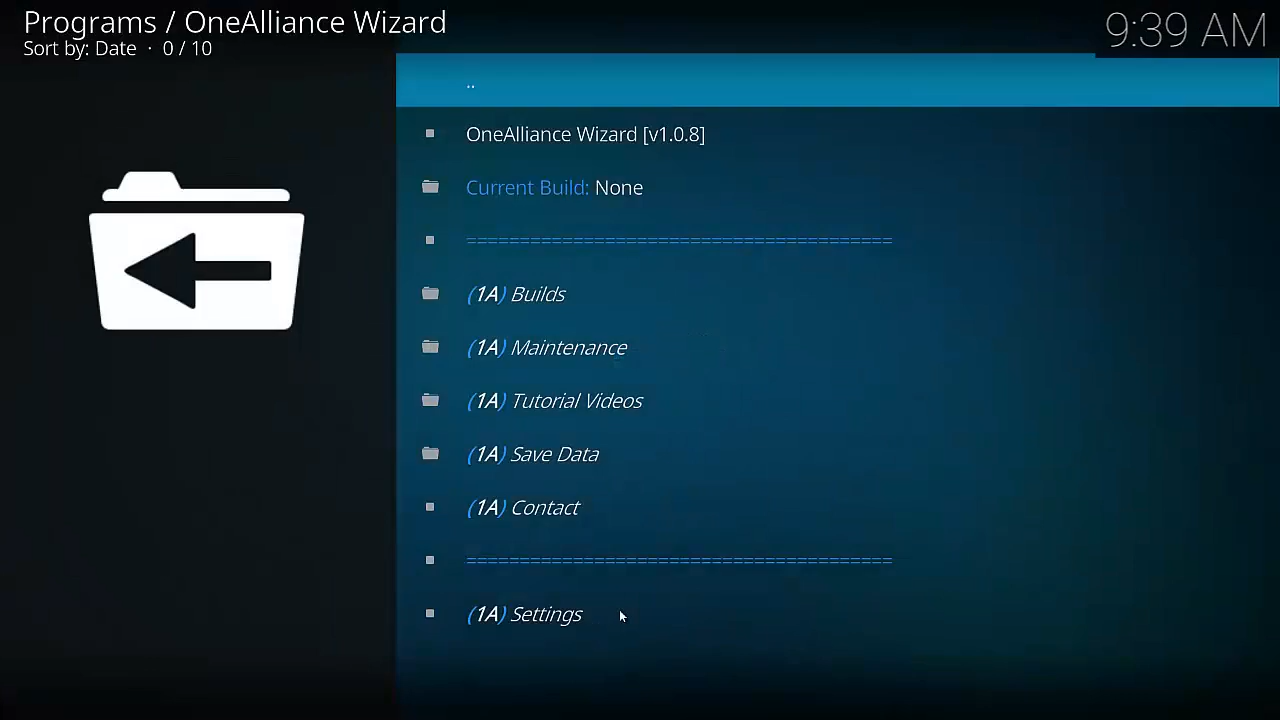 Programs / OneAlliance Wizard
Sort by: Date · 0 / 10
9:39 AM
..
OneAlliance Wizard [v1.0.8]
Current Build: None
========================================
(1A) Builds
(1A) Maintenance
(1A) Tutorial Videos
(1A) Save Data
(1A) Contact
========================================
(1A) Settings